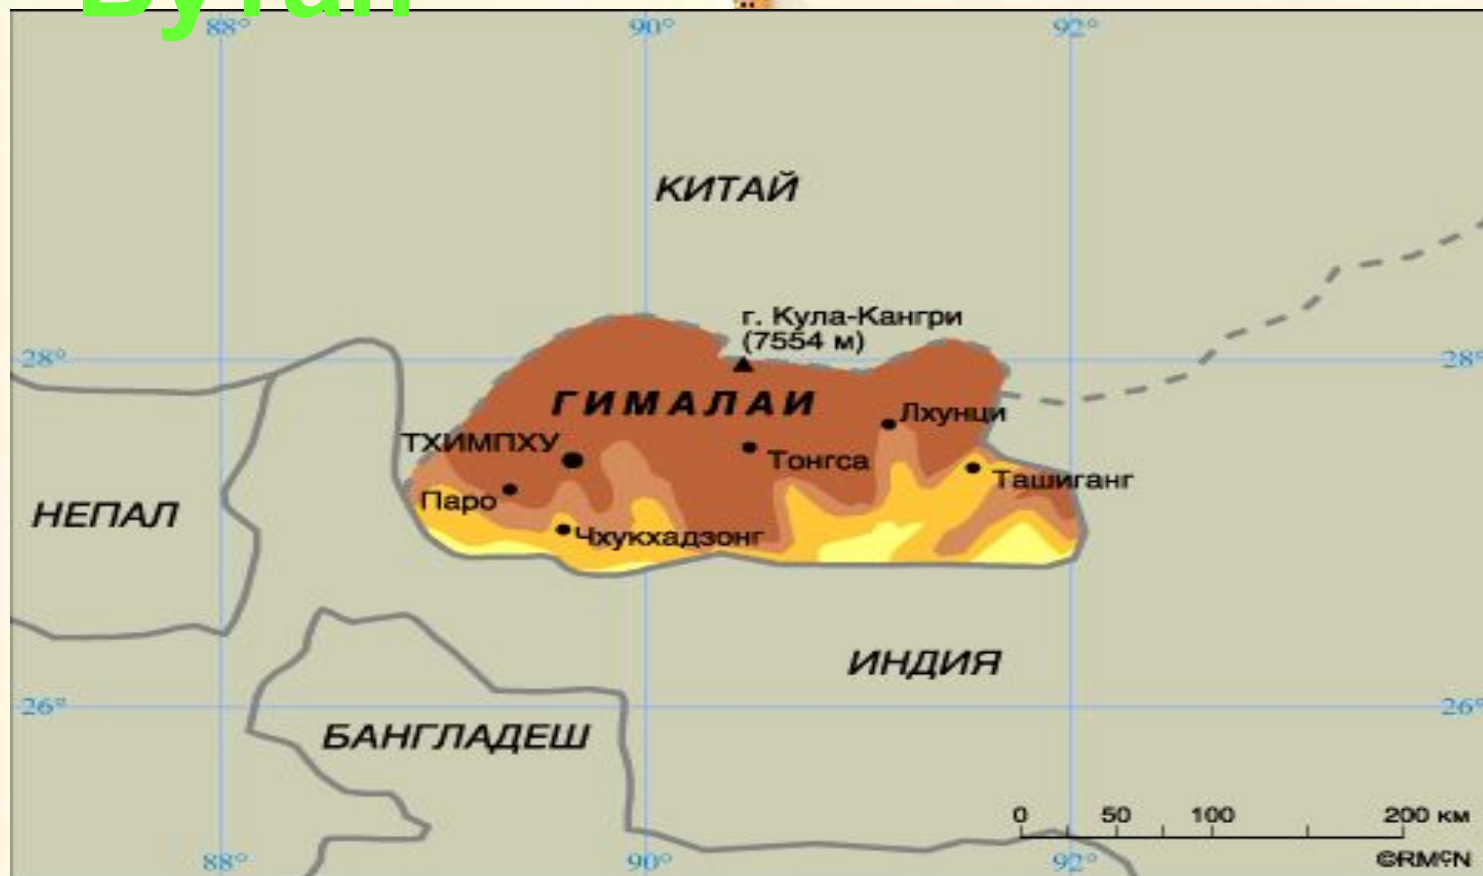 Бутан
88° 90° 92°
КИТАЙ
г. Кула-Кангри
(7554 м)
28° 28°
ГИМАЛАИ
Лхунци
ТХИМПХУ
Тонгса
Ташиганг
Паро
НЕПАЛ
Чхукхадзонг
ИНДИЯ
26° 26°
БАНГЛАДЕШ
0 50 100 200 км
88° 90° 92°
©RMCN